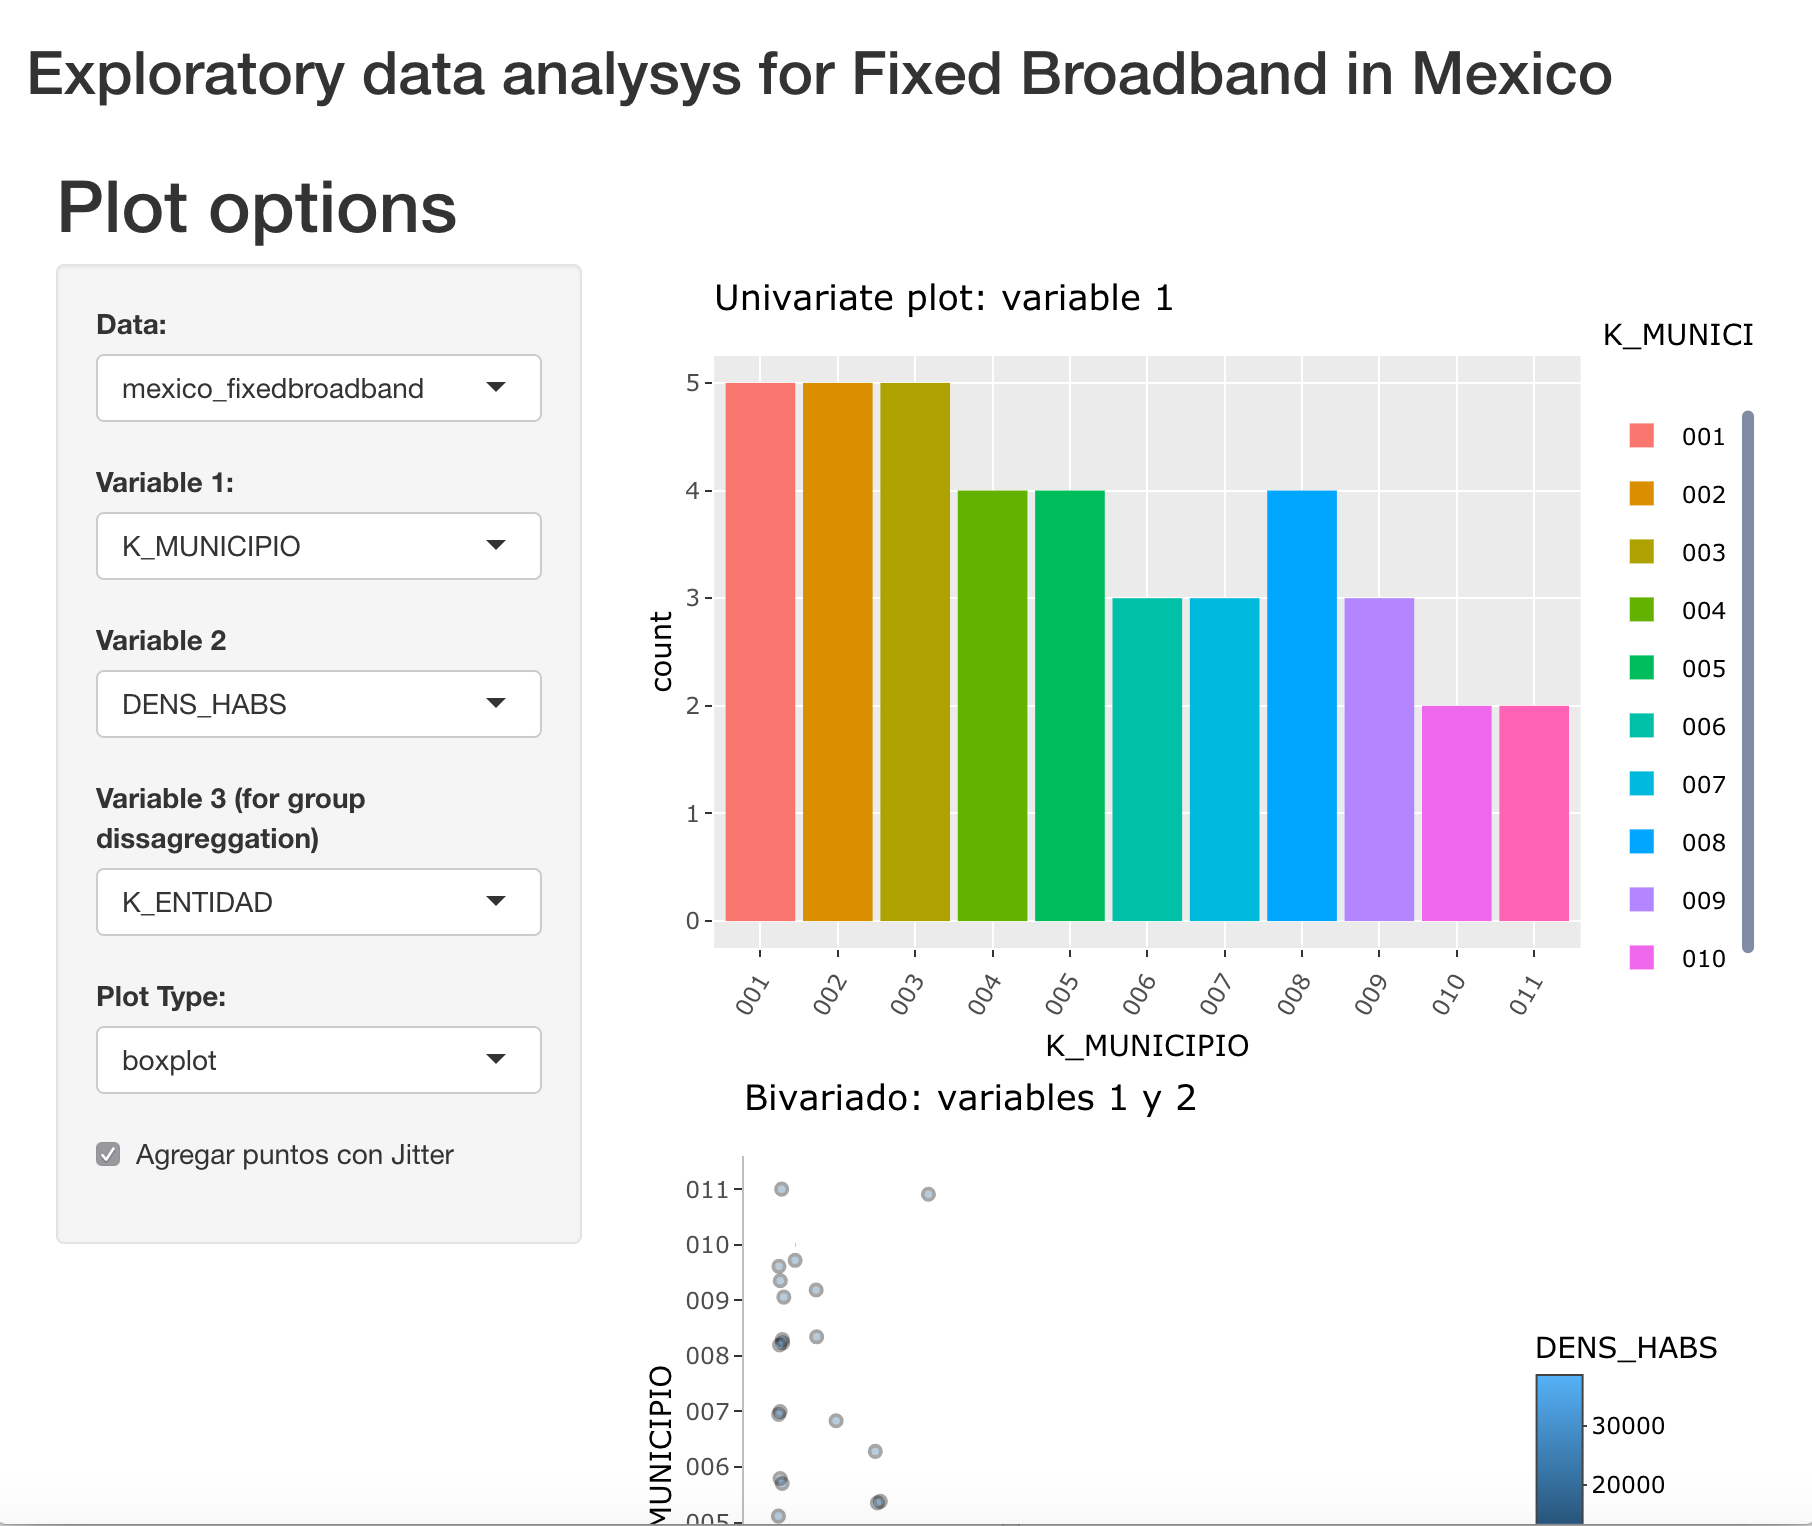 Exploratory data analysys for Fixed Broadband in Mexico
Plot options
Data:
mexico_fixedbroadband
Variable 1:
K_MUNICIPIO
Variable 2
DENS_HABS
Variable 3 (for group
dissagreggation)
K_ENTIDAD
Plot Type:
boxplot
Agregar puntos con Jitter
Univariate plot: variable 1
K_MUNICI
5
4
3
2
1
0
count
001
002
003
004
005
006
007
008
009
010
011
K_MUNICIPIO
001
002
003
004
005
006
007
008
009
010
Bivariado: variables 1 y 2
011
010
009
008
007
006
005
MUNICIPIO
DENS_HABS
30000
20000